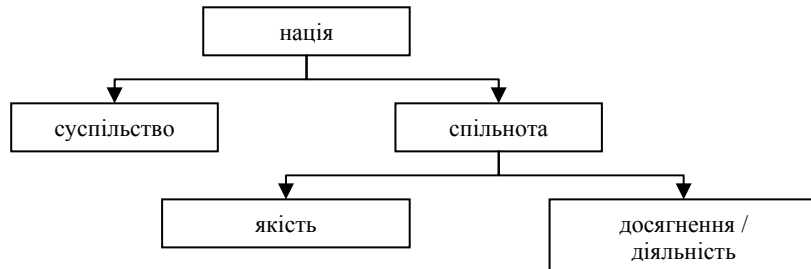 нація
суспільство
спільнота
якість
досягнення /
діяльність